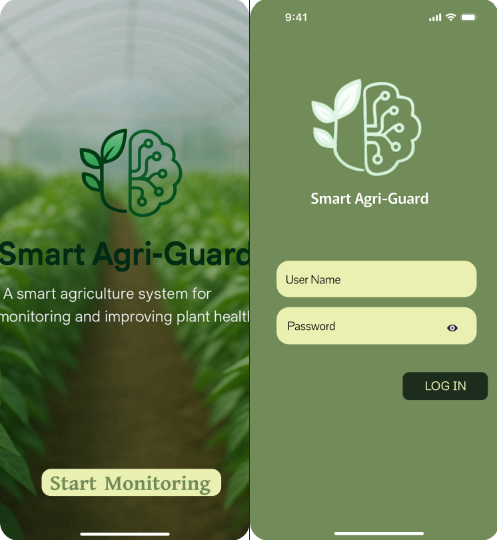 Smart Agri-Guard
A smart agriculture system for
monitoring and improving plant health
Start Monitoring
9:41
Smart Agri-Guard
User Name
Password
LOG IN